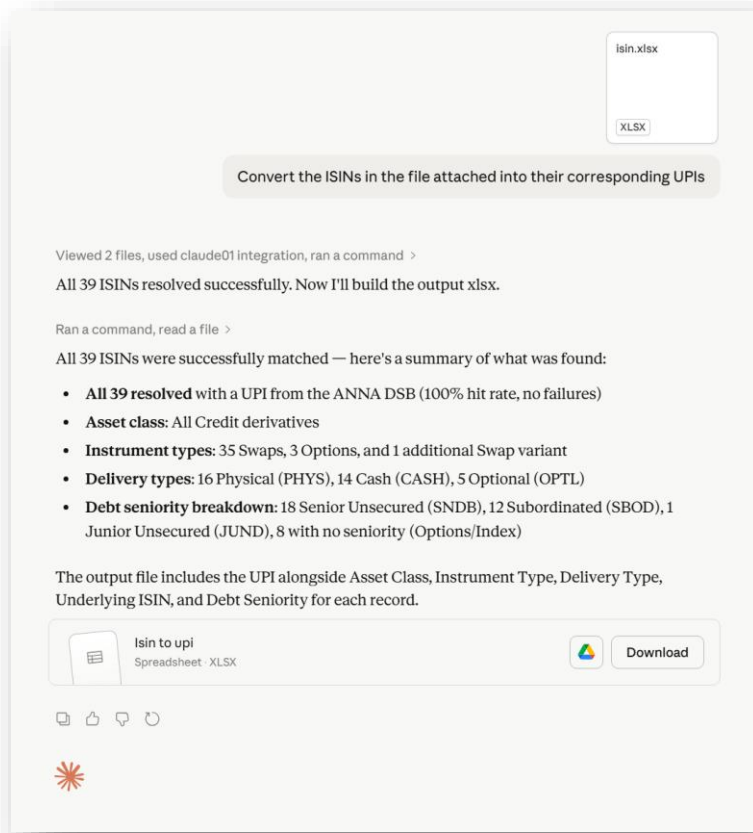 isin.xlsx
XLSX
Convert the ISINs in the file attached into their corresponding UPIs
Viewed 2 files, used claude01 integration, ran a command >
All 39 ISINs resolved successfully. Now I'll build the output xlsx.
Ran a command, read a file >
All 39 ISINs were successfully matched — here's a summary of what was found:
• All 39 resolved with a UPI from the ANNA DSB (100% hit rate, no failures)
• Asset class: All Credit derivatives
• Instrument types: 35 Swaps, 3 Options, and 1 additional Swap variant
• Delivery types: 16 Physical (PHYS), 14 Cash (CASH), 5 Optional (OPTL)
• Debt seniority breakdown: 18 Senior Unsecured (SNDB), 12 Subordinated (SBOD), 1
Junior Unsecured (JUND), 8 with no seniority (Options/Index)
The output file includes the UPI alongside Asset Class, Instrument Type, Delivery Type,
Underlying ISIN, and Debt Seniority for each record.
Isin to upi
Spreadsheet · XLSX
Download